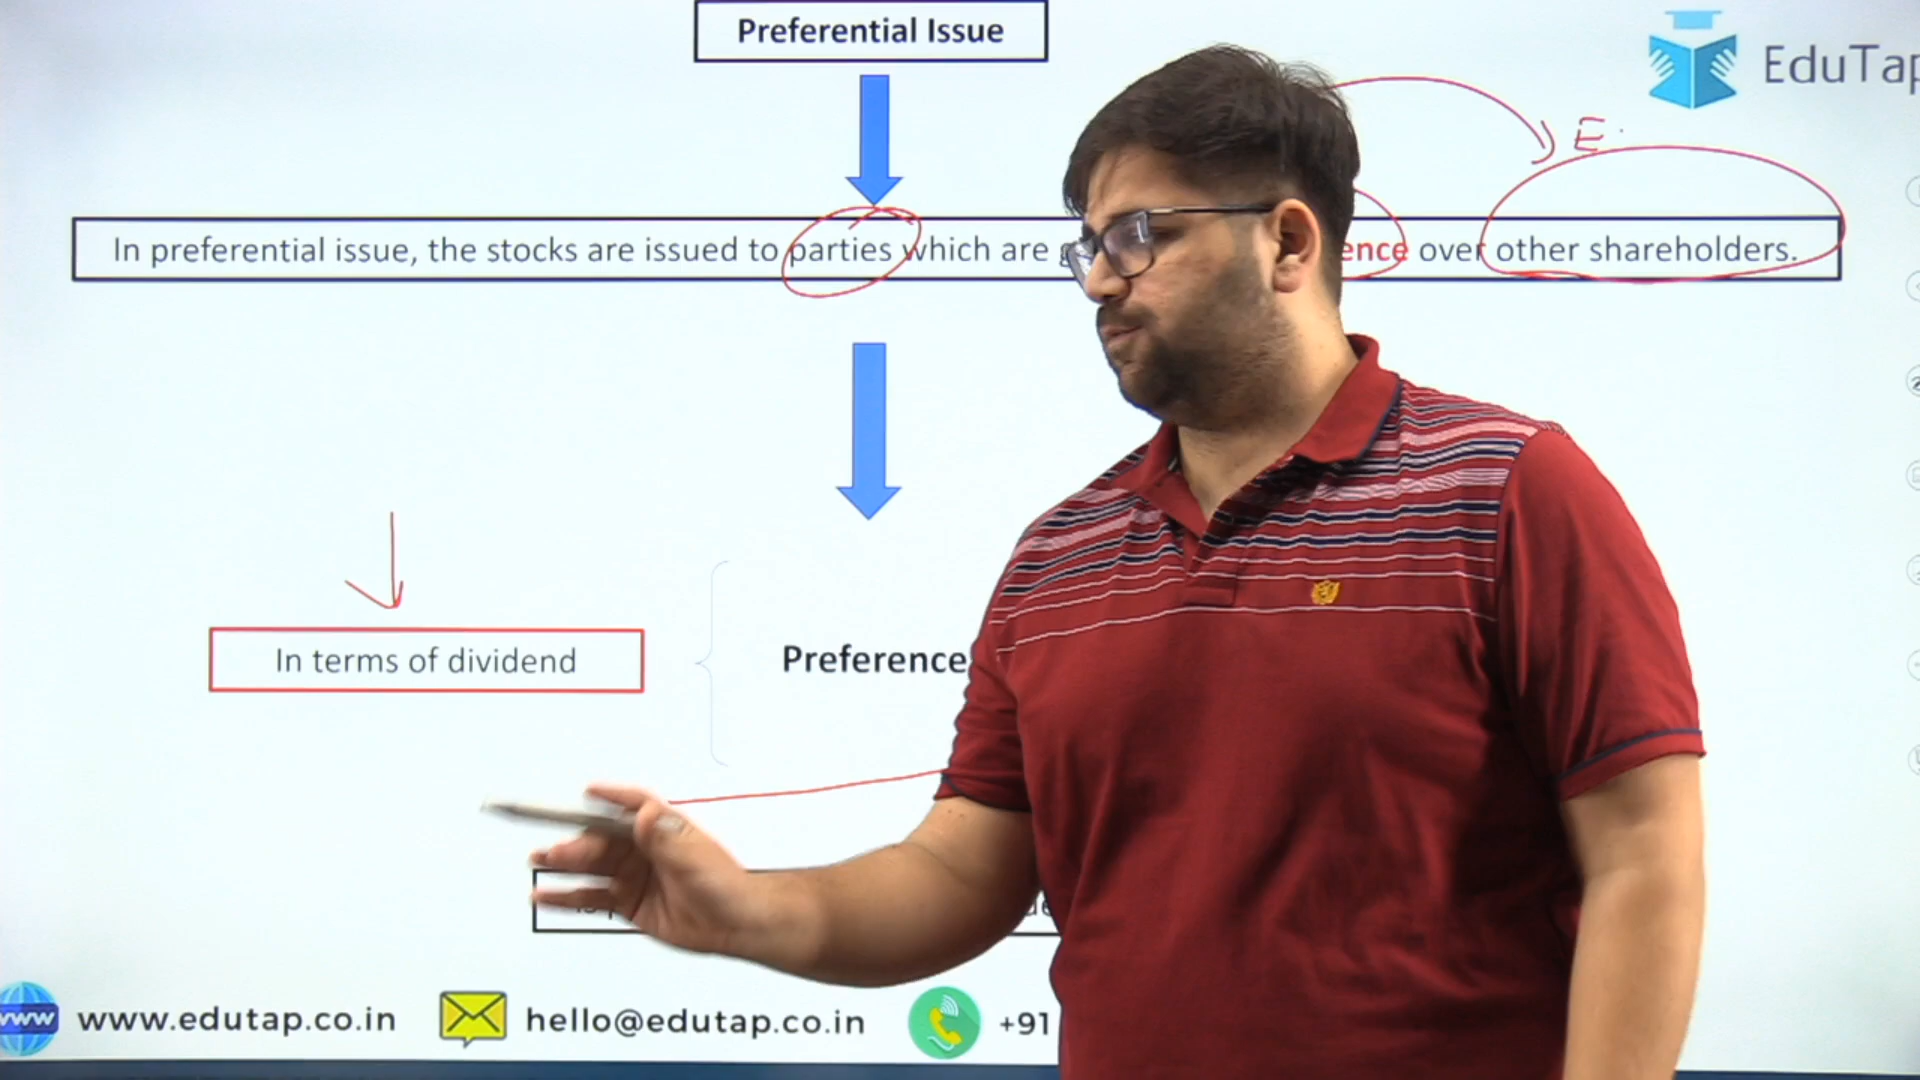 Preferential Issue
EduTap
E.
In preferential issue, the stocks are issued to parties which are over other shareholders.
In terms of dividend
Preference
www.edutap.co.in
hello@edutap.co.in
+91